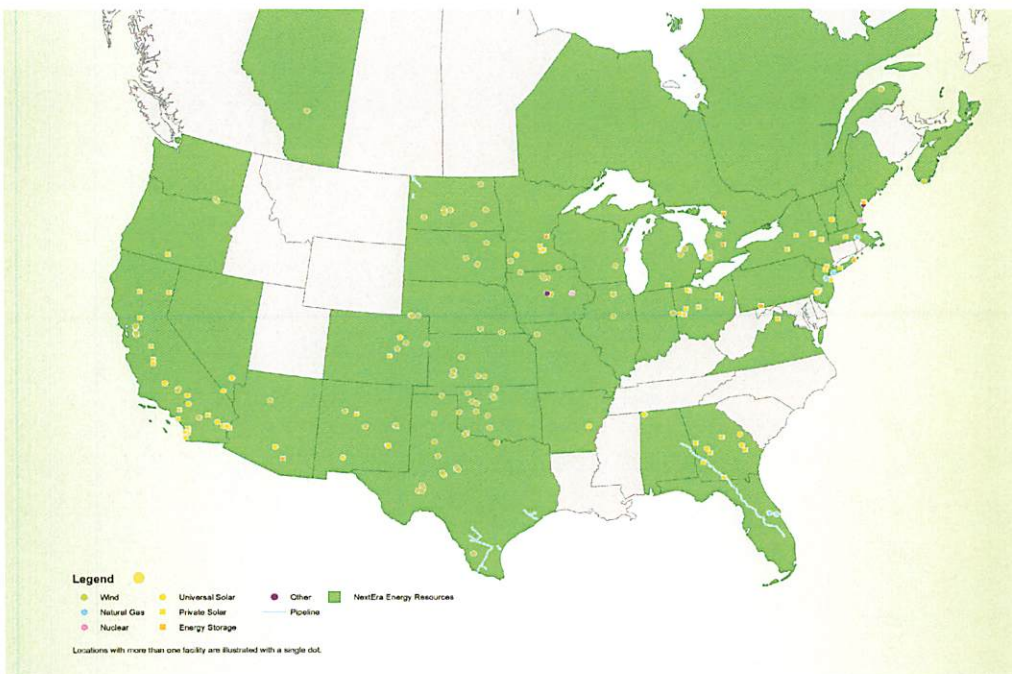 Legend
Wind
Universal Solar
Other
NextEra Energy Resources
Natural Gas
Private Solar
Pipeline
Nuclear
Energy Storage
Locations with more than one facility are illustrated with a single dot.